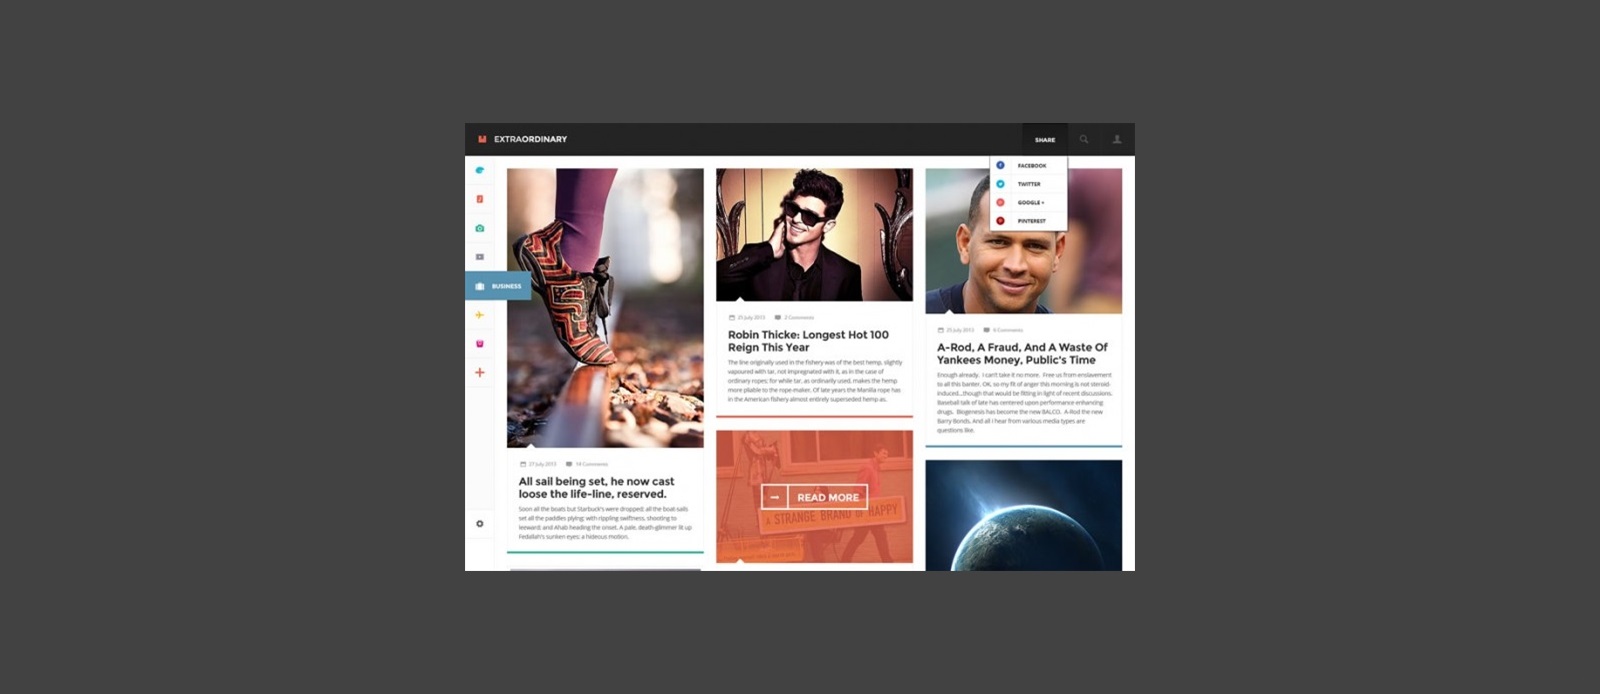 EXTRAORDINARY
SHARE
FACEBOOK
TWITTER
GOOGLE +
PINTEREST
BUSINESS
27 July 2013 14 Comments
All sail being set, he now cast
loose the life-line, reserved.
Soon all the boats but Starbuck's were dropped; all the boat-sails
set all the paddles plying; with rippling swiftness, shooting to
leeward; and Ahab heading the onset. A pale, death-glimmer lit up
Fedallah's sunken eyes; a hideous motion.
25 July 2013 2 Comments
Robin Thicke: Longest Hot 100
Reign This Year
The line originally used in the fishery was of the best hemp, slightly
vapoured with tar, not impregnated with it, as in the case of
ordinary ropes; for while tar, as ordinarily used, makes the hemp
more pliable to the rope-maker. Of late years the Manilla rope has
in the American fishery almost entirely superseded hemp as.
READ MORE
A STRANGE BRAND OF HAPPY
25 July 2013 6 Comments
A-Rod, A Fraud, And A Waste Of
Yankees Money, Public's Time
Enough already. I can't take it no more. Free us from enslavement
to all this banter. OK, so my fit of anger this morning is not steroid-
induced...though that would be fitting in light of recent discussions.
Baseball talk of late has centered upon performance enhancing
drugs. Biogenesis has become the new BALCO. A-Rod the new
Barry Bonds. And all I hear from various media types are
questions like.